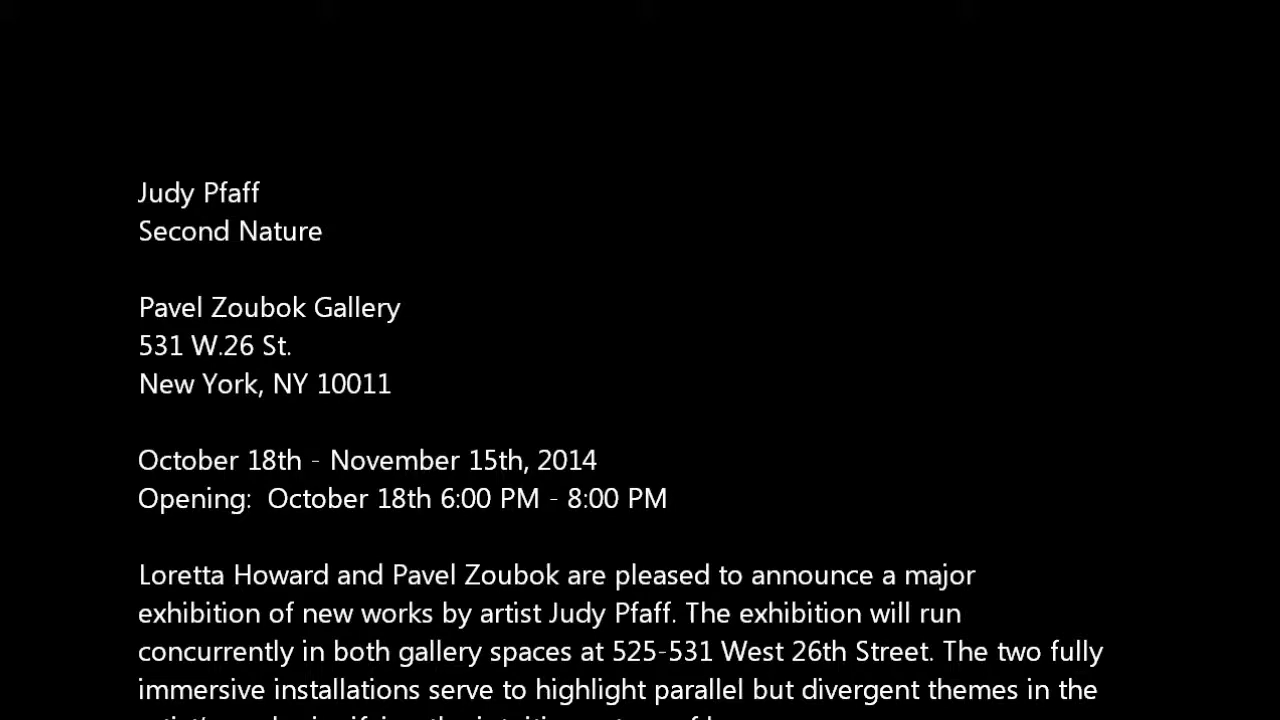 Judy Pfaff
Second Nature
Pavel Zoubok Gallery
531 W.26 St.
New York, NY 10011
October 18th - November 15th, 2014
Opening:  October 18th 6:00 PM - 8:00 PM
Loretta Howard and Pavel Zoubok are pleased to announce a major
exhibition of new works by artist Judy Pfaff. The exhibition will run
concurrently in both gallery spaces at 525-531 West 26th Street. The two fully
immersive installations serve to highlight parallel but divergent themes in the